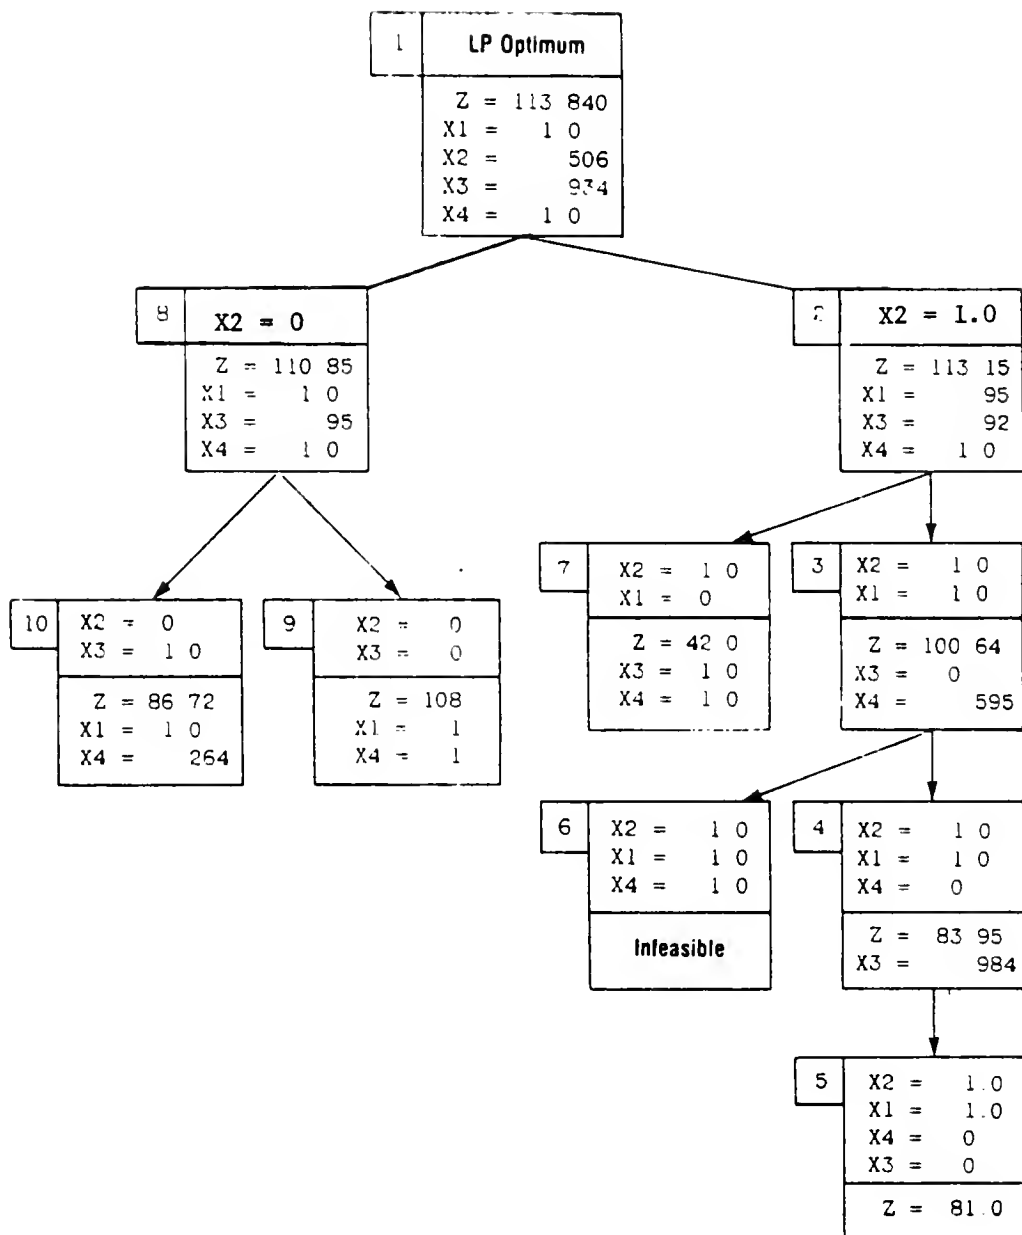 1
LP Optimum
Z = 113 840
X1 = 1 0
X2 = 506
X3 = 934
X4 = 1 0
8
X2 = 0
Z = 110 85
X1 = 1 0
X3 = 95
X4 = 1 0
2
X2 = 1.0
Z = 113 15
X1 = 95
X3 = 92
X4 = 1 0
10
X2 = 0
X3 = 1 0
Z = 86 72
X1 = 1 0
X4 = 264
9
X2 = 0
X3 = 0
Z = 108
X1 = 1
X4 = 1
7
X2 = 1 0
X1 = 0
Z = 42 0
X3 = 1 0
X4 = 1 0
3
X2 = 1 0
X1 = 1 0
Z = 100 64
X3 = 0
X4 = 595
6
X2 = 1 0
X1 = 1 0
X4 = 1 0
Infeasible
4
X2 = 1 0
X1 = 1 0
X4 = 0
Z = 83 95
X3 = 984
5
X2 = 1.0
X1 = 1.0
X4 = 0
X3 = 0
Z = 81.0